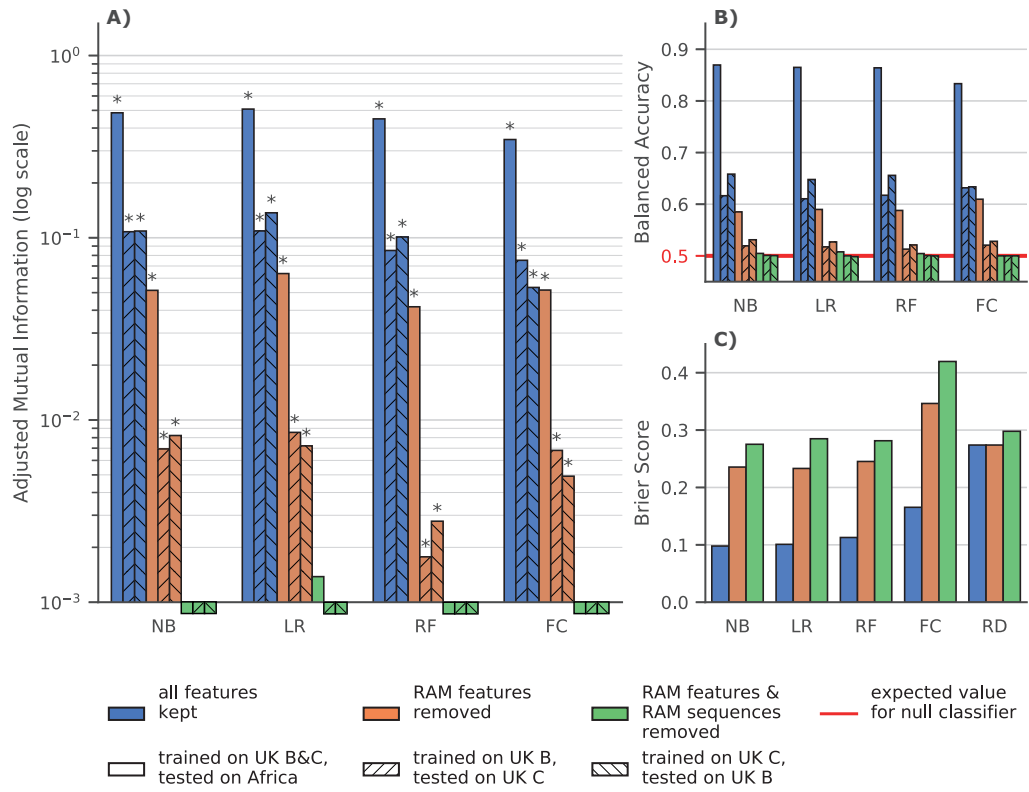 A)
Adjusted Mutual Information (log scale)
10⁰
10⁻¹
10⁻²
10⁻³
* * * * * * *
* * * * * *
* * * * * *
* * * * * *
NB LR RF FC
B)
Balanced Accuracy
0.9
0.8
0.7
0.6
0.5
NB LR RF FC
C)
Brier Score
0.4
0.3
0.2
0.1
0.0
NB LR RF FC RD
all features
kept
RAM features
removed
RAM features &
RAM sequences
removed
expected value
for null classifier
trained on UK B&C,
tested on Africa
trained on UK B,
tested on UK C
trained on UK C,
tested on UK B